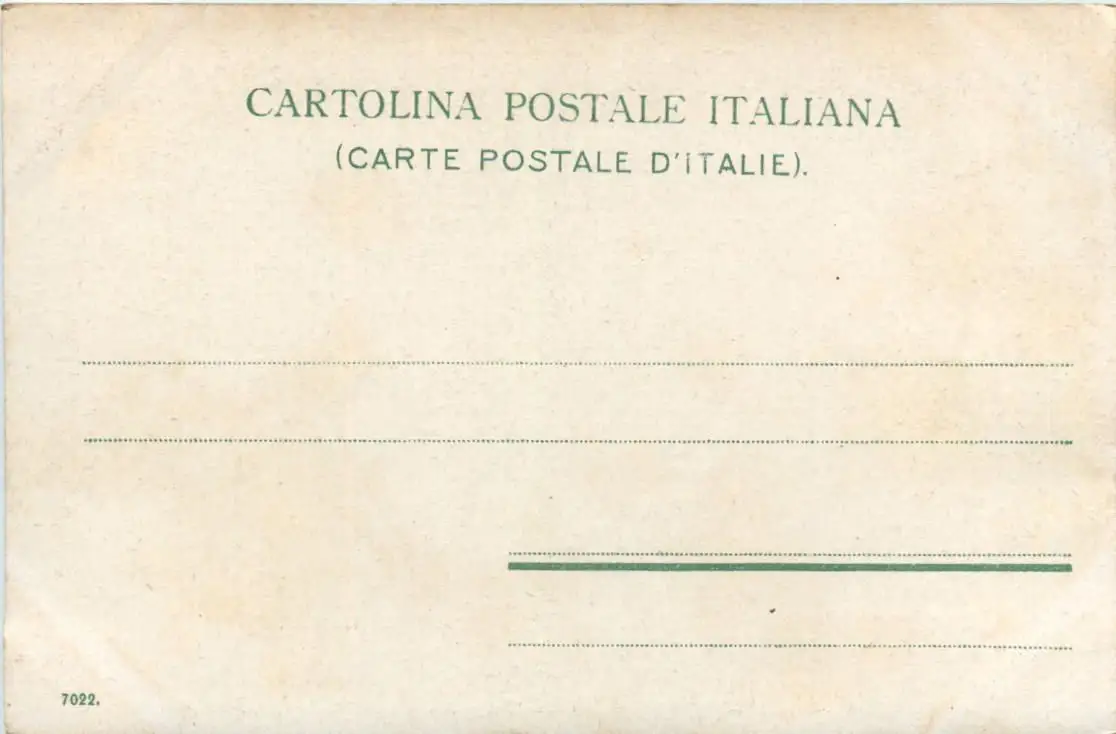 CARTOLINA POSTALE ITALIANA
(CARTE POSTALE D'ITALIE).
7022.